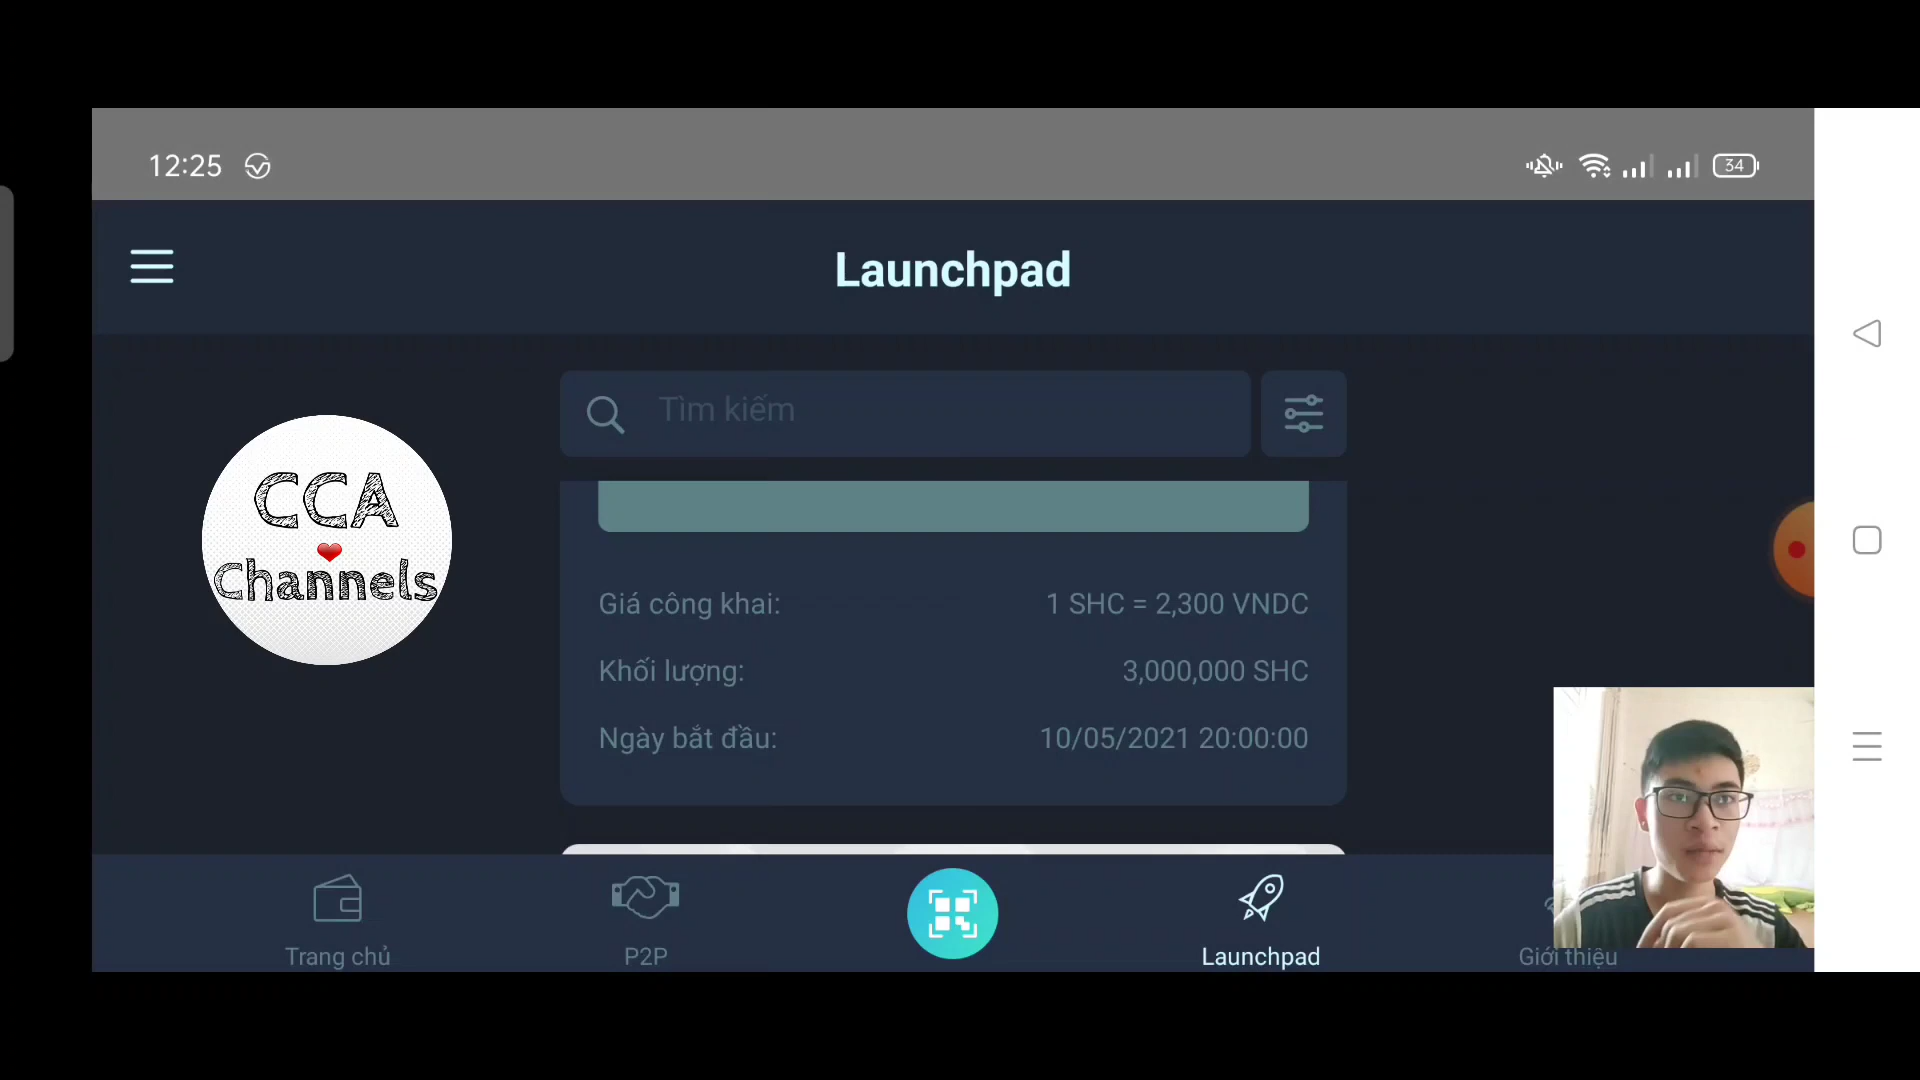 12:25
34
Launchpad
Tìm kiếm
CCA
Channels
Giá công khai: 1 SHC = 2,300 VNDC
Khối lượng: 3,000,000 SHC
Ngày bắt đầu: 10/05/2021 20:00:00
Trang chủ P2P Launchpad Giới thiệu